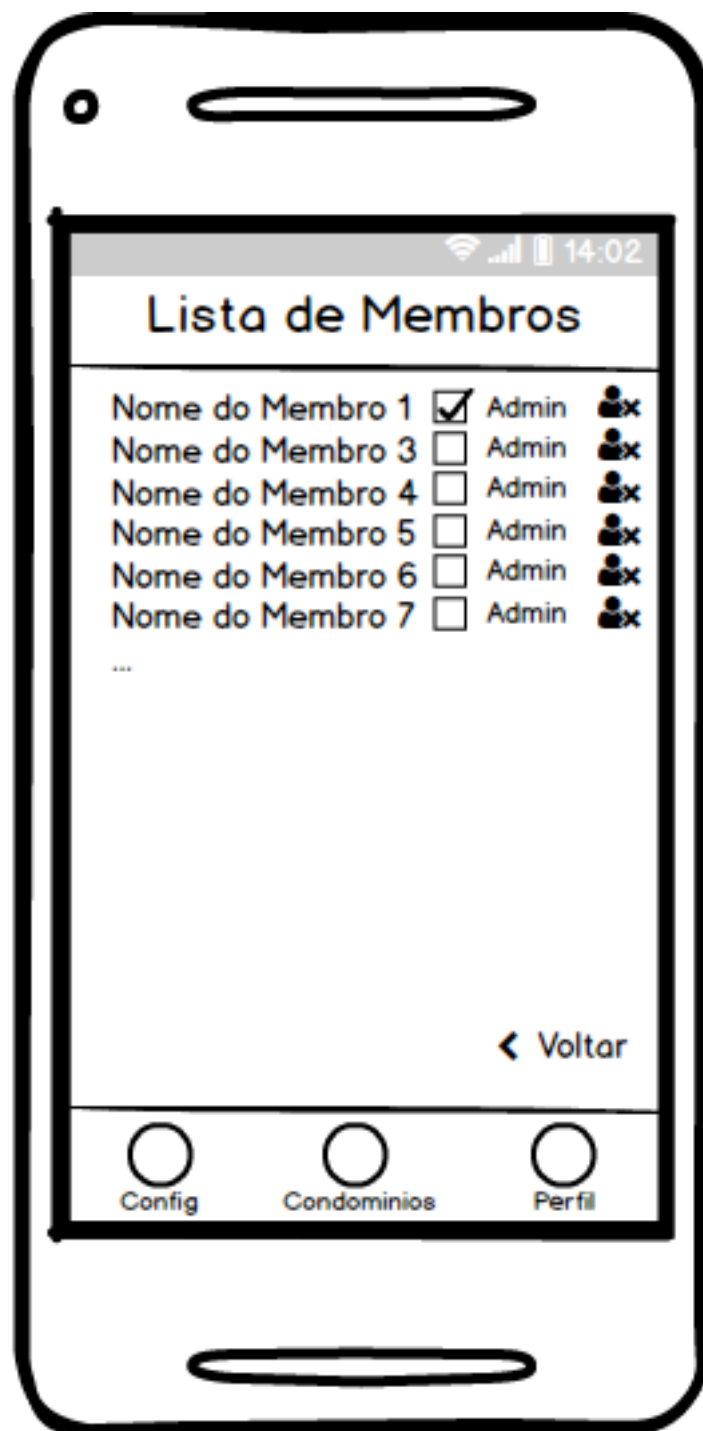 14:02
Lista de Membros
Nome do Membro 1 Admin
Nome do Membro 3 Admin
Nome do Membro 4 Admin
Nome do Membro 5 Admin
Nome do Membro 6 Admin
Nome do Membro 7 Admin
...
Voltar
Config Condominios Perfil